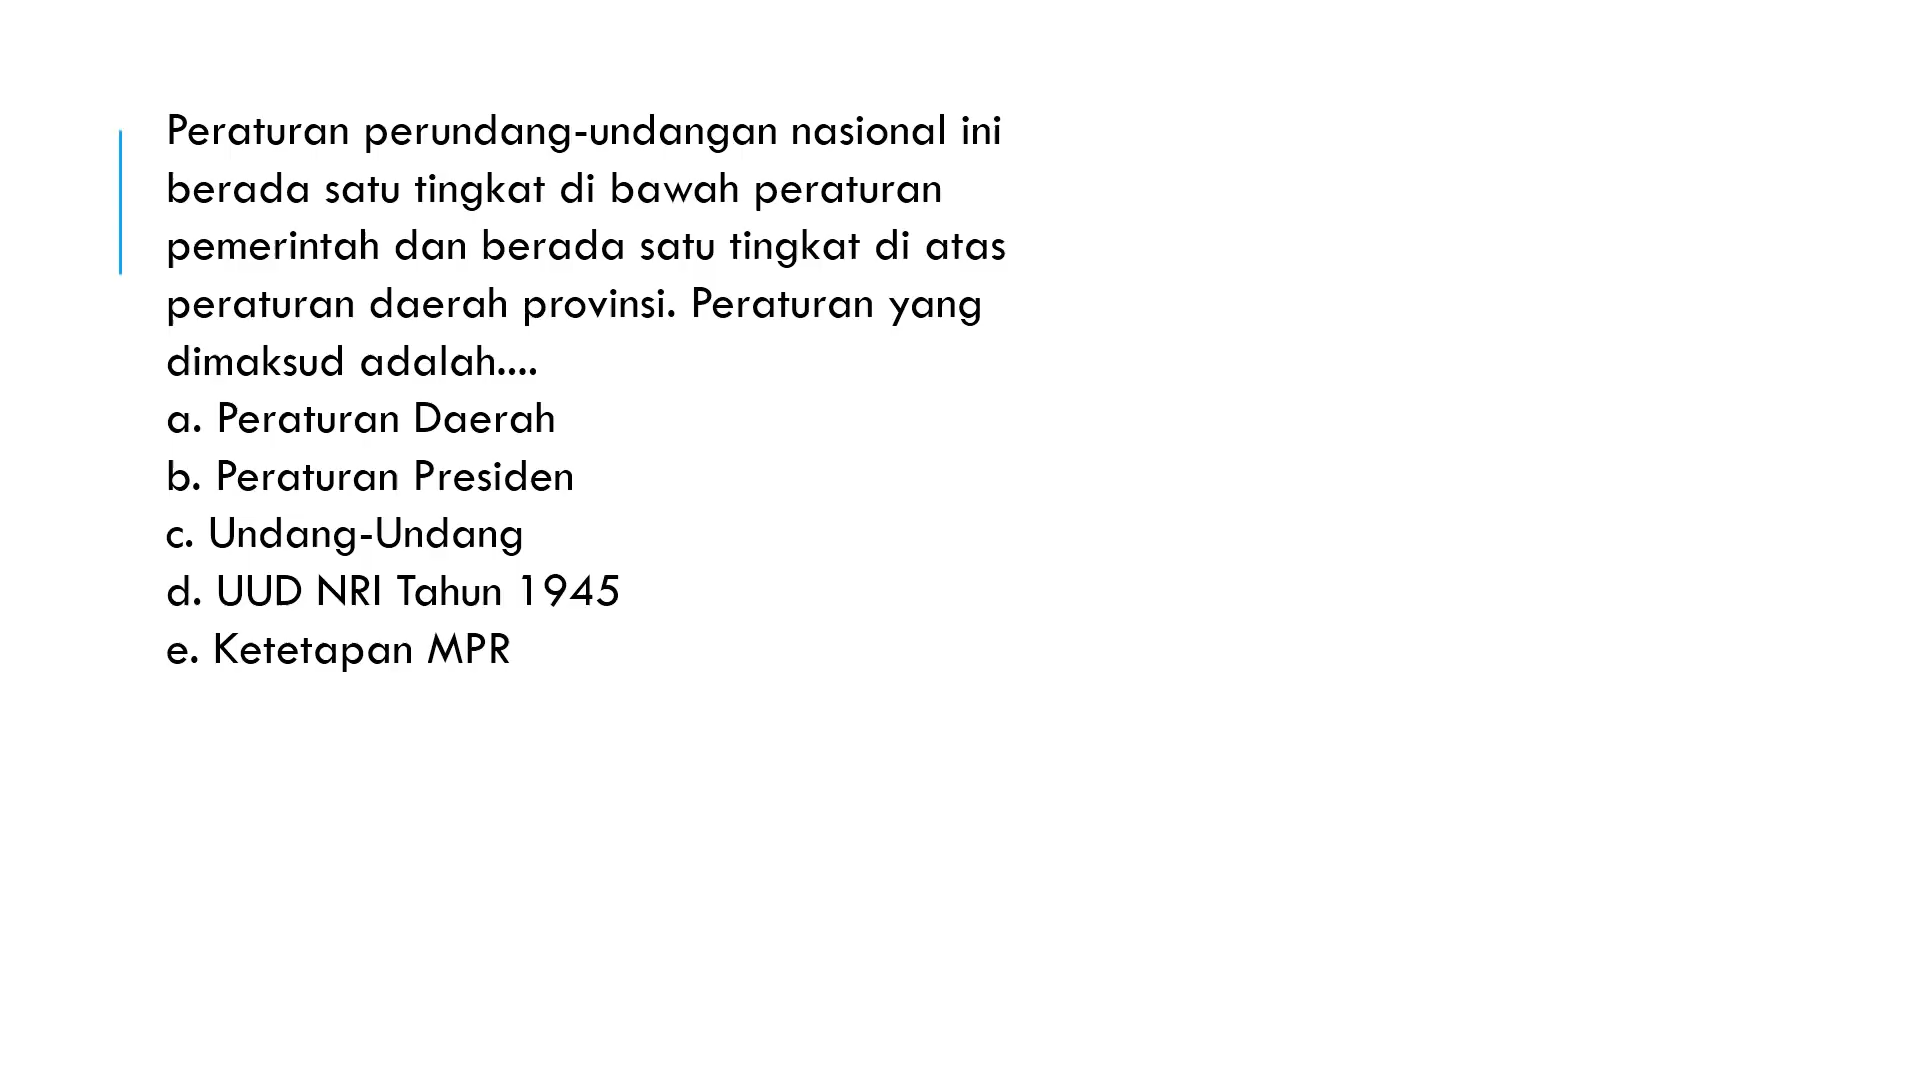 Peraturan perundang-undangan nasional ini
berada satu tingkat di bawah peraturan
pemerintah dan berada satu tingkat di atas
peraturan daerah provinsi. Peraturan yang
dimaksud adalah....
a. Peraturan Daerah
b. Peraturan Presiden
c. Undang-Undang
d. UUD NRI Tahun 1945
e. Ketetapan MPR